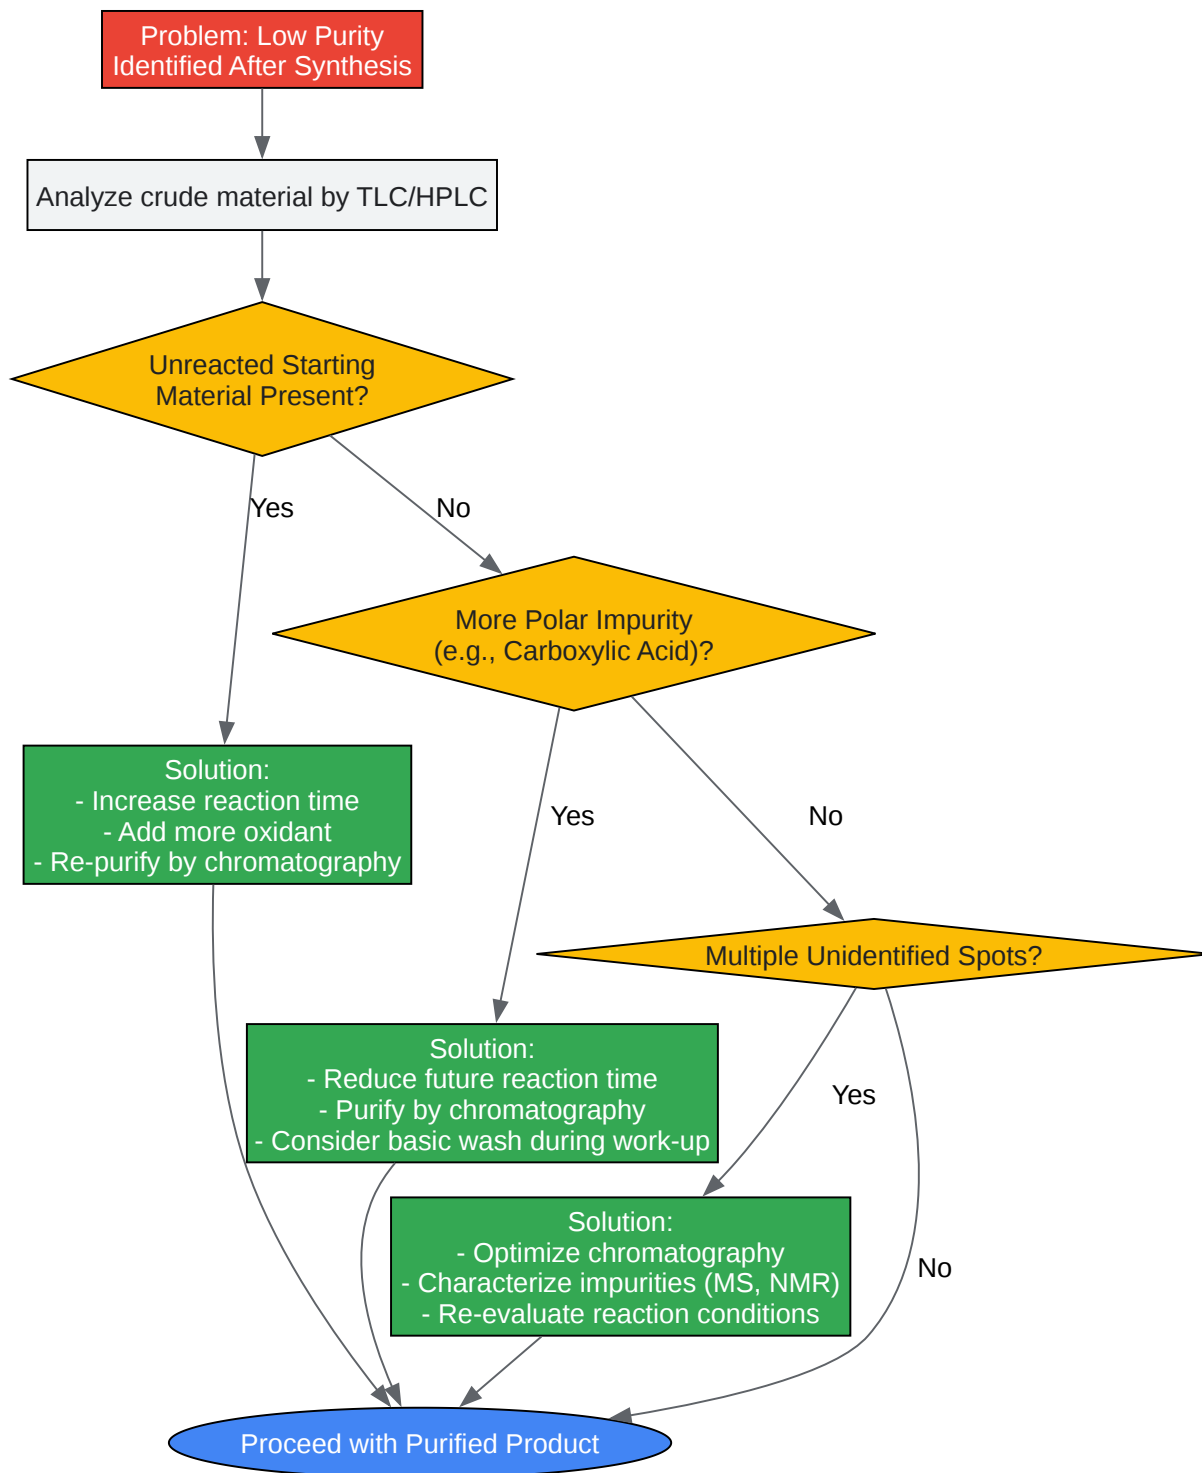 Problem: Low Purity
Identified After Synthesis
Analyze crude material by TLC/HPLC
Unreacted Starting
Material Present?
Yes
No
More Polar Impurity
(e.g., Carboxylic Acid)?
Solution:
- Increase reaction time
- Add more oxidant
- Re-purify by chromatography
Yes
No
Multiple Unidentified Spots?
Solution:
- Reduce future reaction time
- Purify by chromatography
- Consider basic wash during work-up
Yes
Solution:
- Optimize chromatography
- Characterize impurities (MS, NMR)
- Re-evaluate reaction conditions
No
Proceed with Purified Product